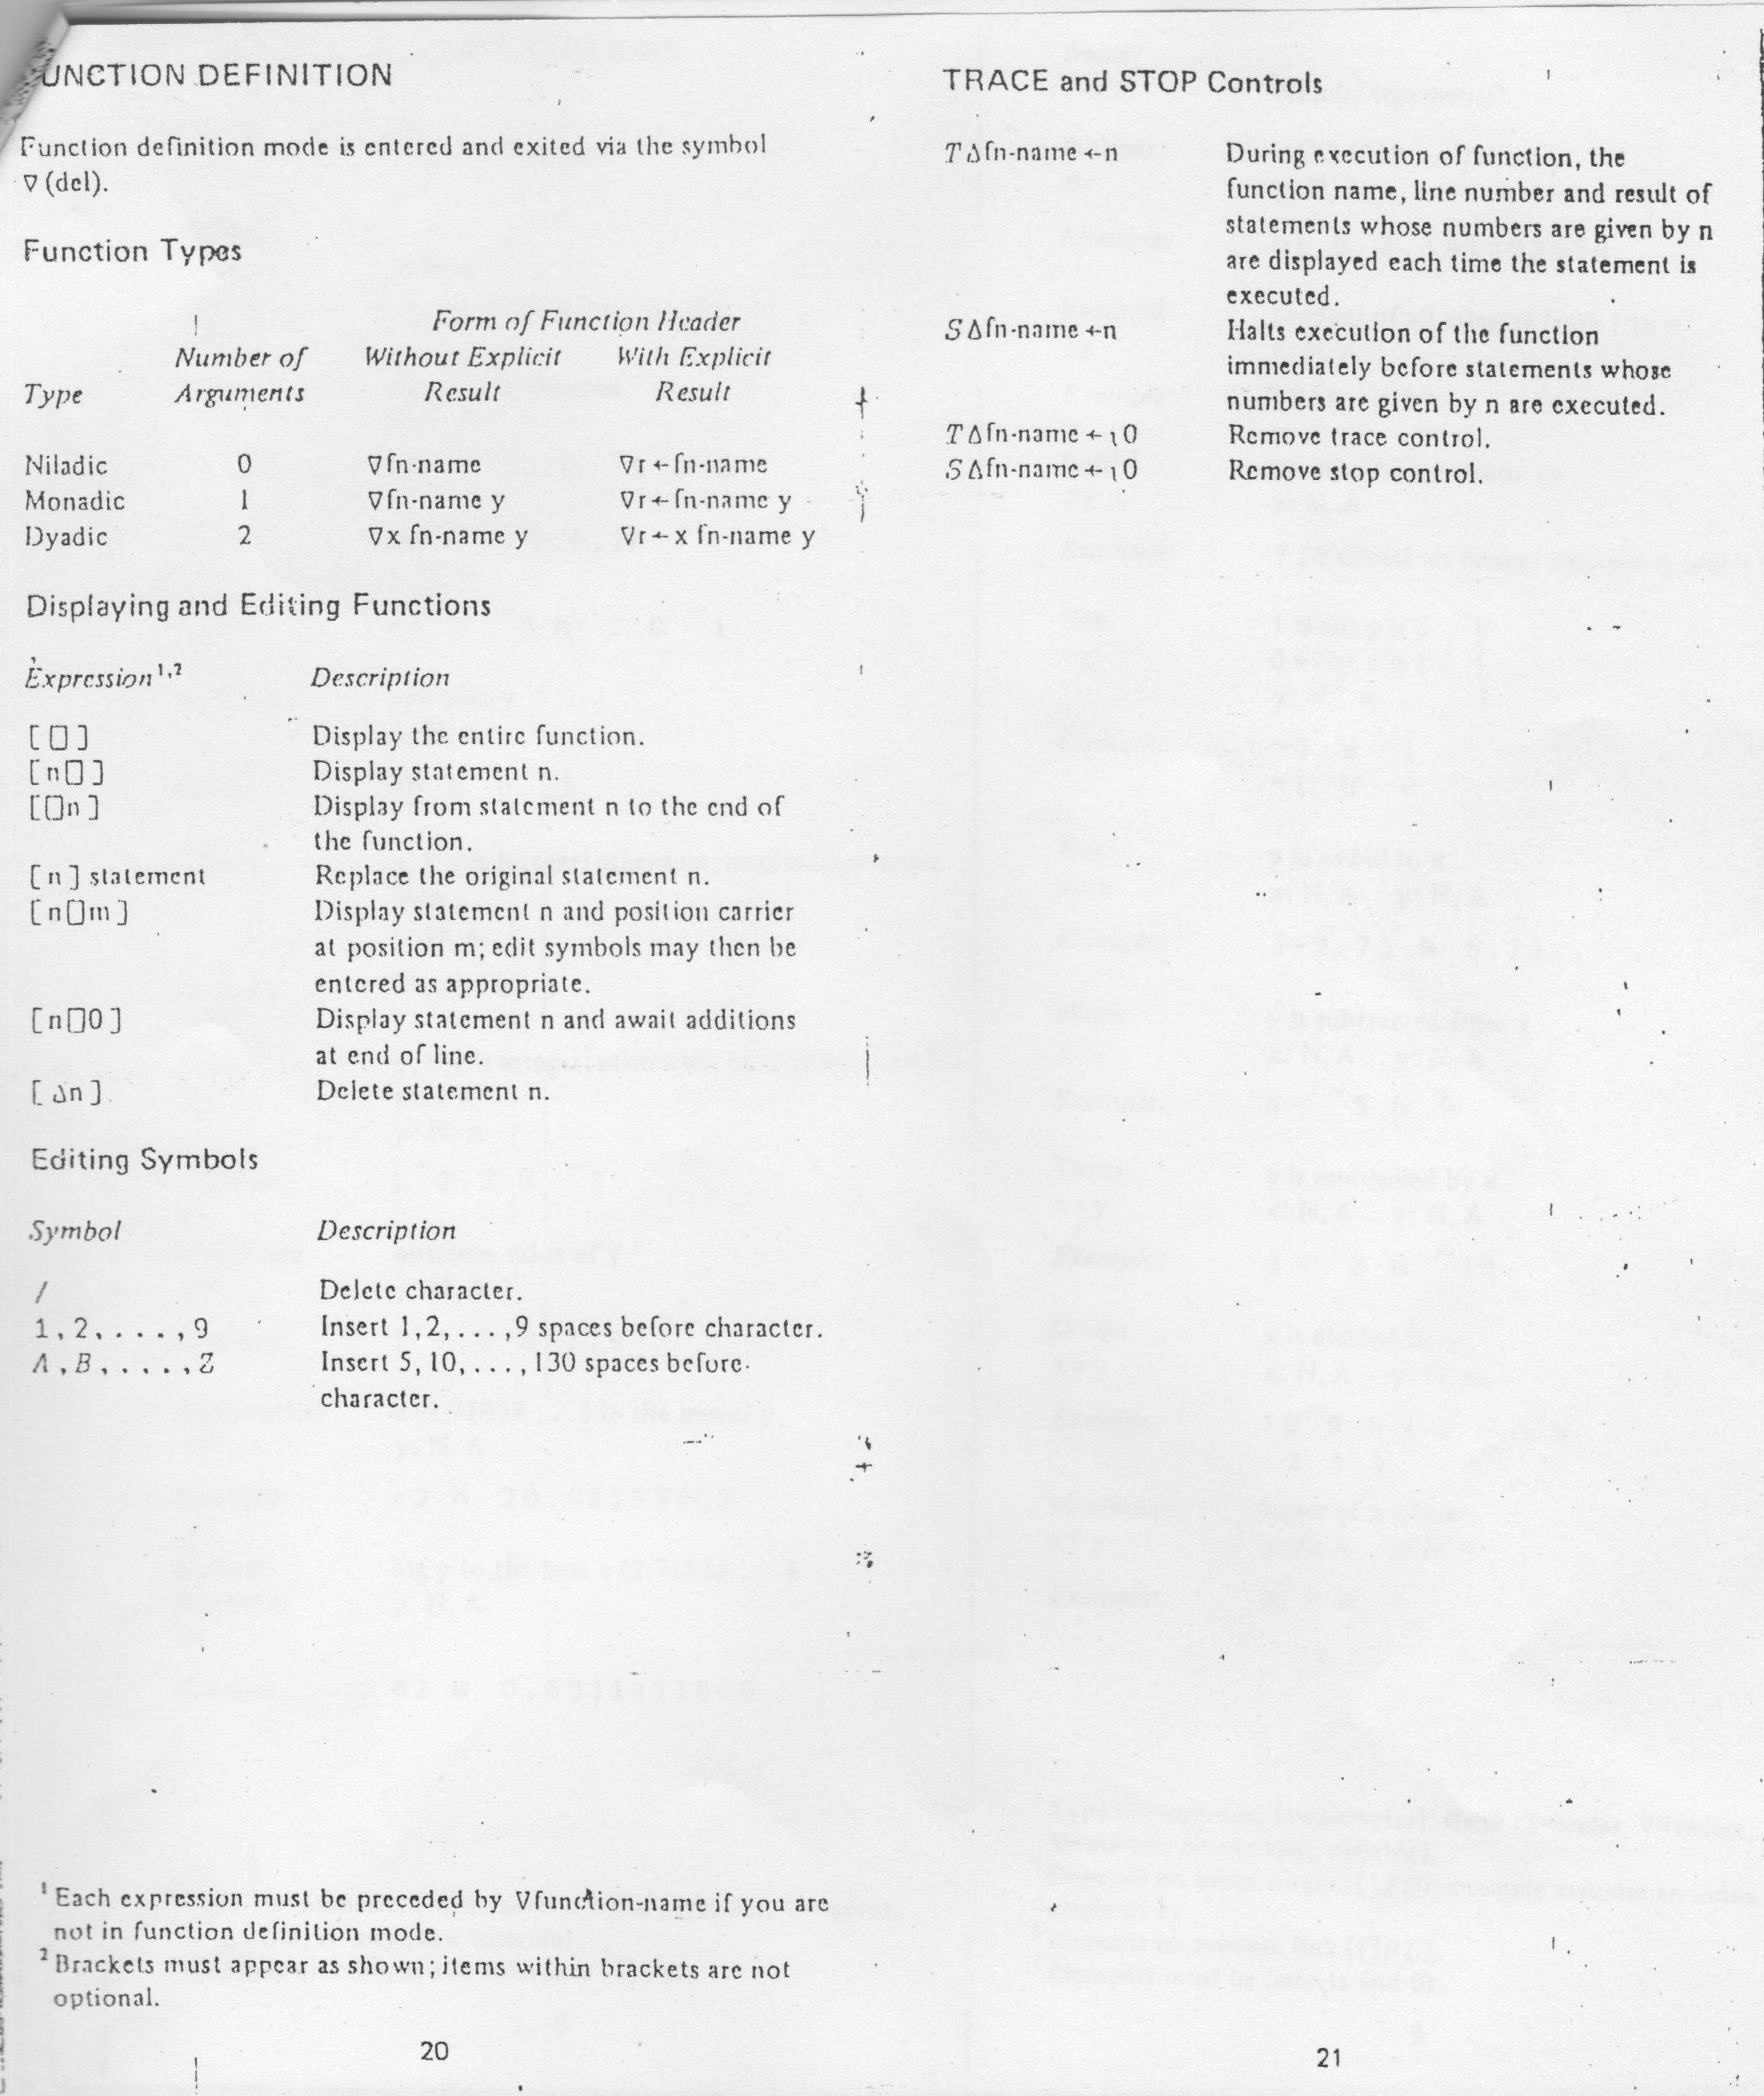 FUNCTION DEFINITION
Function definition mode is entered and exited via the symbol
∇ (del).
Function Types
Form of Function Header
Number of Without Explicit With Explicit
Type Arguments Result Result
Niladic 0 ∇fn-name ∇r←fn-name
Monadic 1 ∇fn-name y ∇r←fn-name y
Dyadic 2 ∇x fn-name y ∇r←x fn-name y
Displaying and Editing Functions
Expression¹,² Description
[⎕] Display the entire function.
[n⎕] Display statement n.
[⎕n] Display from statement n to the end of
the function.
[n] statement Replace the original statement n.
[n⎕m] Display statement n and position carrier
at position m; edit symbols may then be
entered as appropriate.
[n⎕0] Display statement n and await additions
at end of line.
[∆n] Delete statement n.
Editing Symbols
Symbol Description
/ Delete character.
1,2,...,9 Insert 1,2,...,9 spaces before character.
A,B,....,Z Insert 5, 10, ..., 130 spaces before
character.
¹ Each expression must be preceded by ∇function-name if you are
not in function definition mode.
² Brackets must appear as shown; items within brackets are not
optional.
20
TRACE and STOP Controls
T∆fn-name ←n During execution of function, the
function name, line number and result of
statements whose numbers are given by n
are displayed each time the statement is
executed.
S∆fn-name ←n Halts execution of the function
immediately before statements whose
numbers are given by n are executed.
T∆fn-name ←⍳0 Remove trace control.
S∆fn-name ←⍳0 Remove stop control.
21